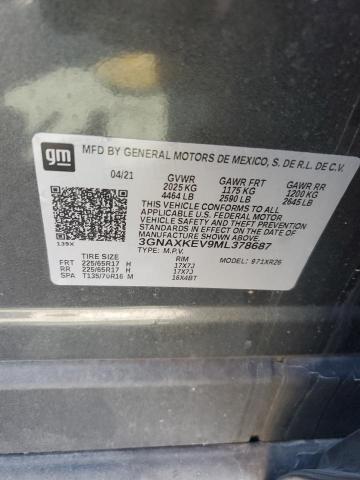 gm
MFD BY GENERAL MOTORS DE MEXICO, S. DE R.L. DE C.V.
04/21 GVWR GAWR FRT GAWR RR
2025 KG 1175 KG 1200 KG
4464 LB 2590 LB 2645 LB
THIS VEHICLE CONFORMS TO ALL
APPLICABLE U.S. FEDERAL MOTOR
VEHICLE SAFETY, BUMPER, AND THEFT
PREVENTION STANDARDS IN EFFECT ON
THE DATE OF MANUFACTURE SHOWN ABOVE.
3GNAXKEV9ML378687
139X TYPE: M.P.V.
TIRE SIZE RIM MODEL: 971XR26
FRT 225/65R17 H 17X7J
RR 225/65R17 H 17X7J
SPA T135/70R16 M 16X4BT